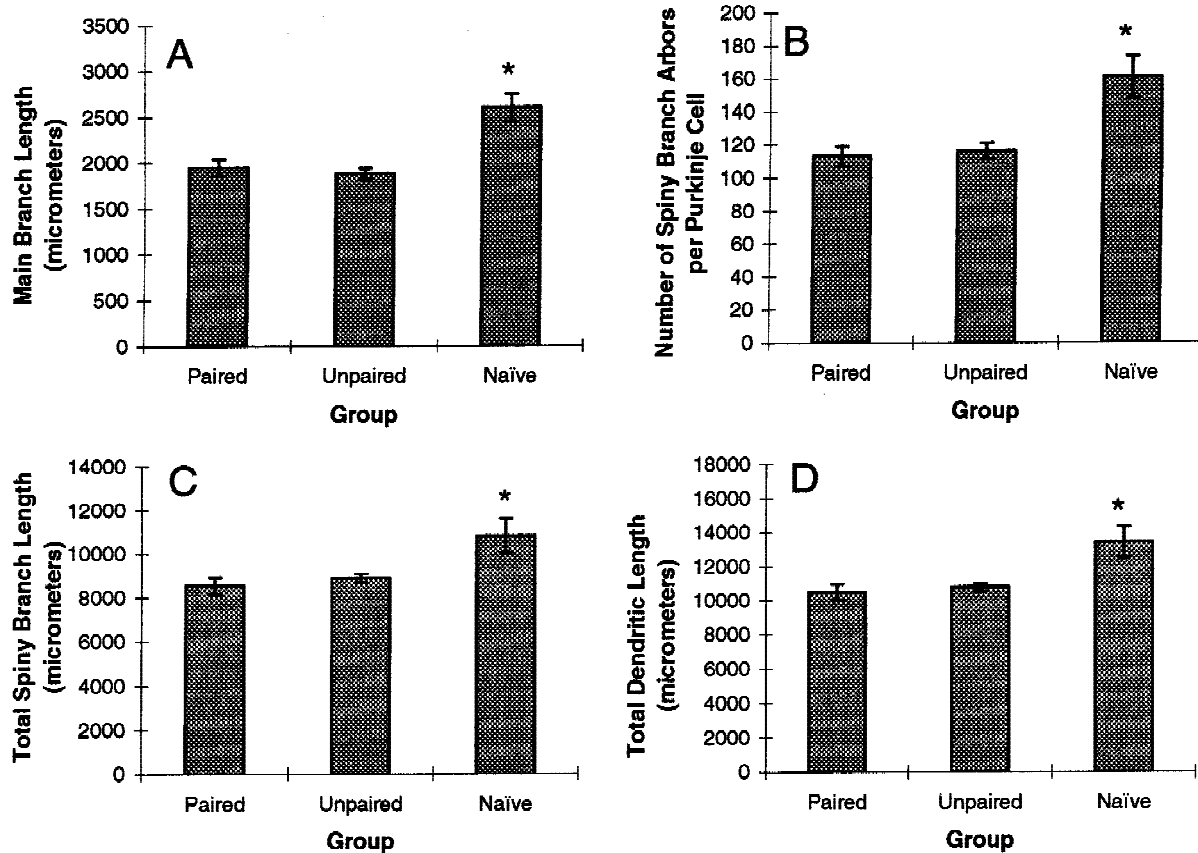 A
Main Branch Length
(micrometers)
3500
3000
2500
2000
1500
1000
500
0
*
Paired
Unpaired
Naïve
Group
B
Number of Spiny Branch Arbors
per Purkinje Cell
200
180
160
140
120
100
80
60
40
20
0
*
Paired
Unpaired
Naïve
Group
C
Total Spiny Branch Length
(micrometers)
14000
12000
10000
8000
6000
4000
2000
0
*
Paired
Unpaired
Naïve
Group
D
Total Dendritic Length
(micrometers)
18000
16000
14000
12000
10000
8000
6000
4000
2000
0
*
Paired
Unpaired
Naïve
Group